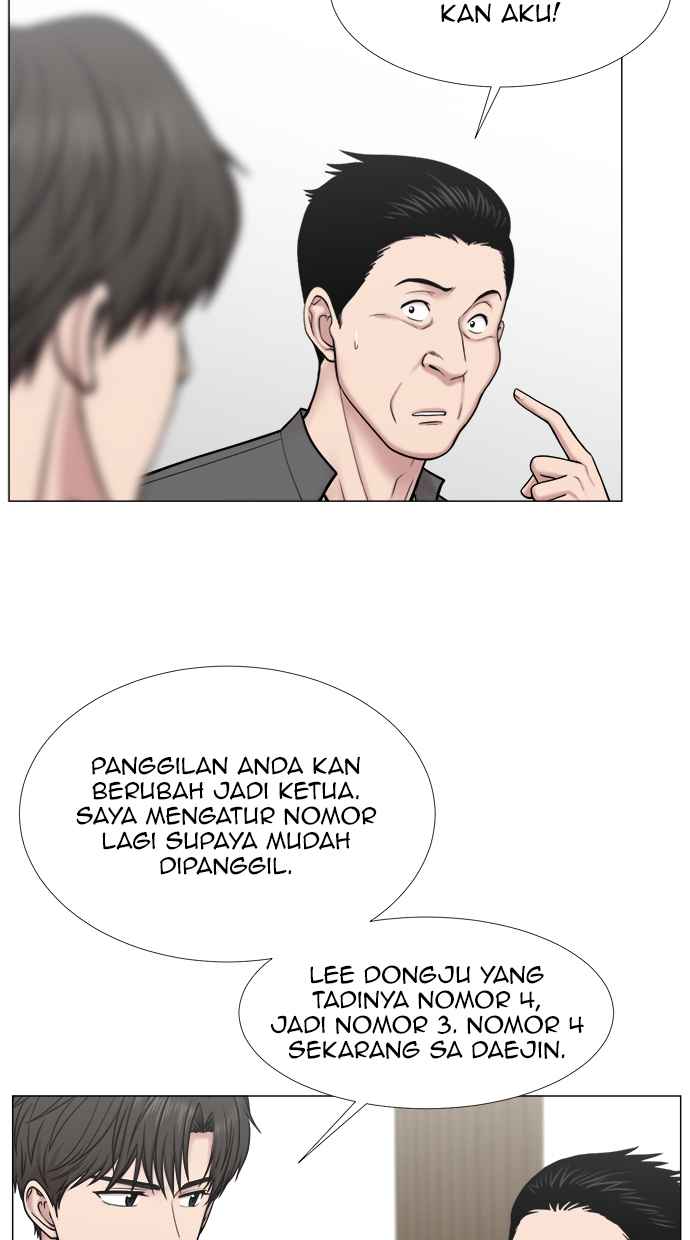 KAN AKU!
PANGGILAN ANDA KAN
BERUBAH JADI KETUA.
SAYA MENGATUR NOMOR
LAGI SUPAYA MUDAH
DIPANGGIL.
LEE DONGJU YANG
TADINYA NOMOR 4,
JADI NOMOR 3. NOMOR 4
SEKARANG SA DAEJIN.